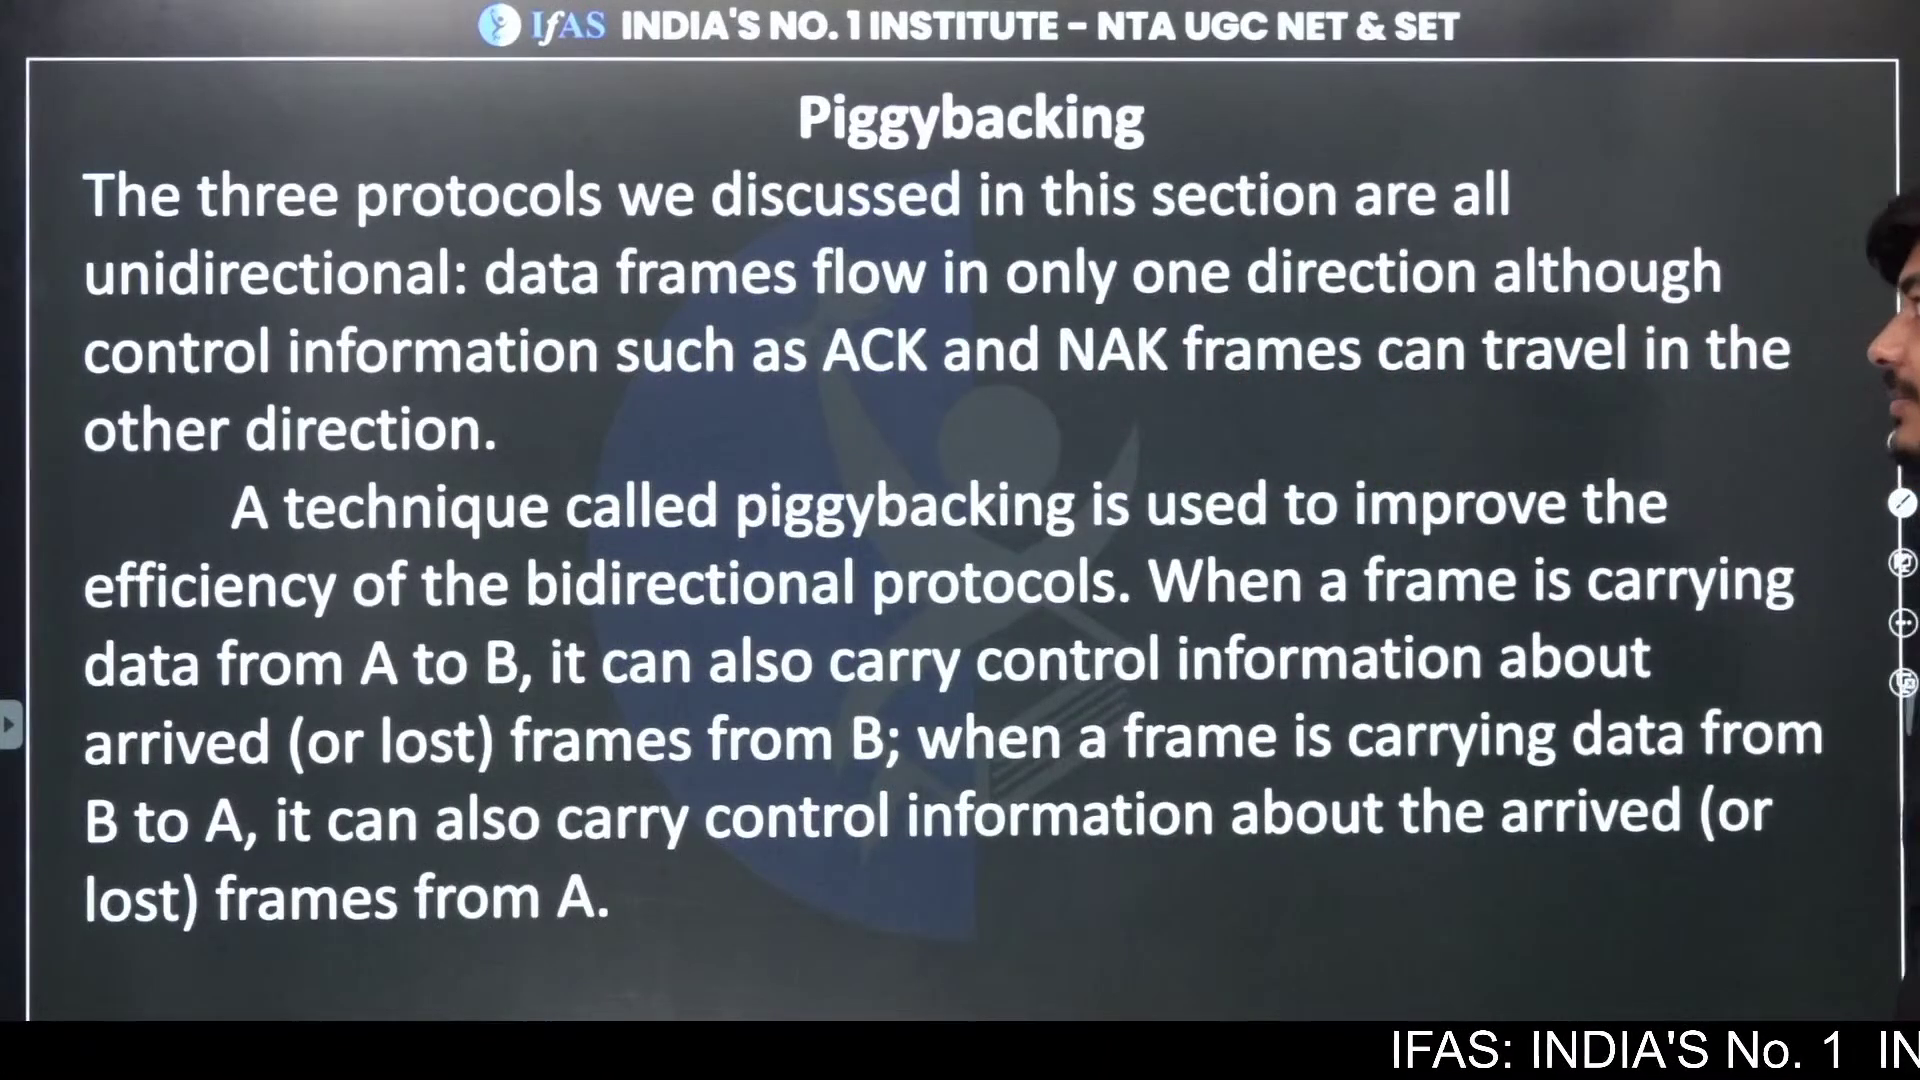 IfAS INDIA'S NO. 1 INSTITUTE – NTA UGC NET & SET
Piggybacking
The three protocols we discussed in this section are all
unidirectional: data frames flow in only one direction although
control information such as ACK and NAK frames can travel in the
other direction.
A technique called piggybacking is used to improve the
efficiency of the bidirectional protocols. When a frame is carrying
data from A to B, it can also carry control information about
arrived (or lost) frames from B; when a frame is carrying data from
B to A, it can also carry control information about the arrived (or
lost) frames from A.
IFAS: INDIA'S No. 1 IN